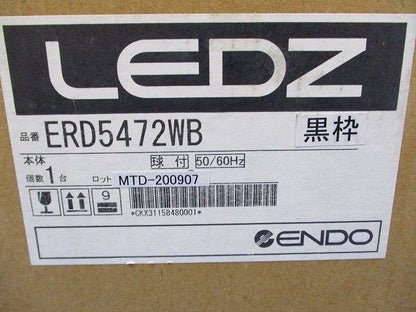 LEDZ
品番 ERD5472WB 黒枠
本体 球付 50/60Hz
個数 1台 ロット MTD-200907
9
*CKX31158480001*
ENDO